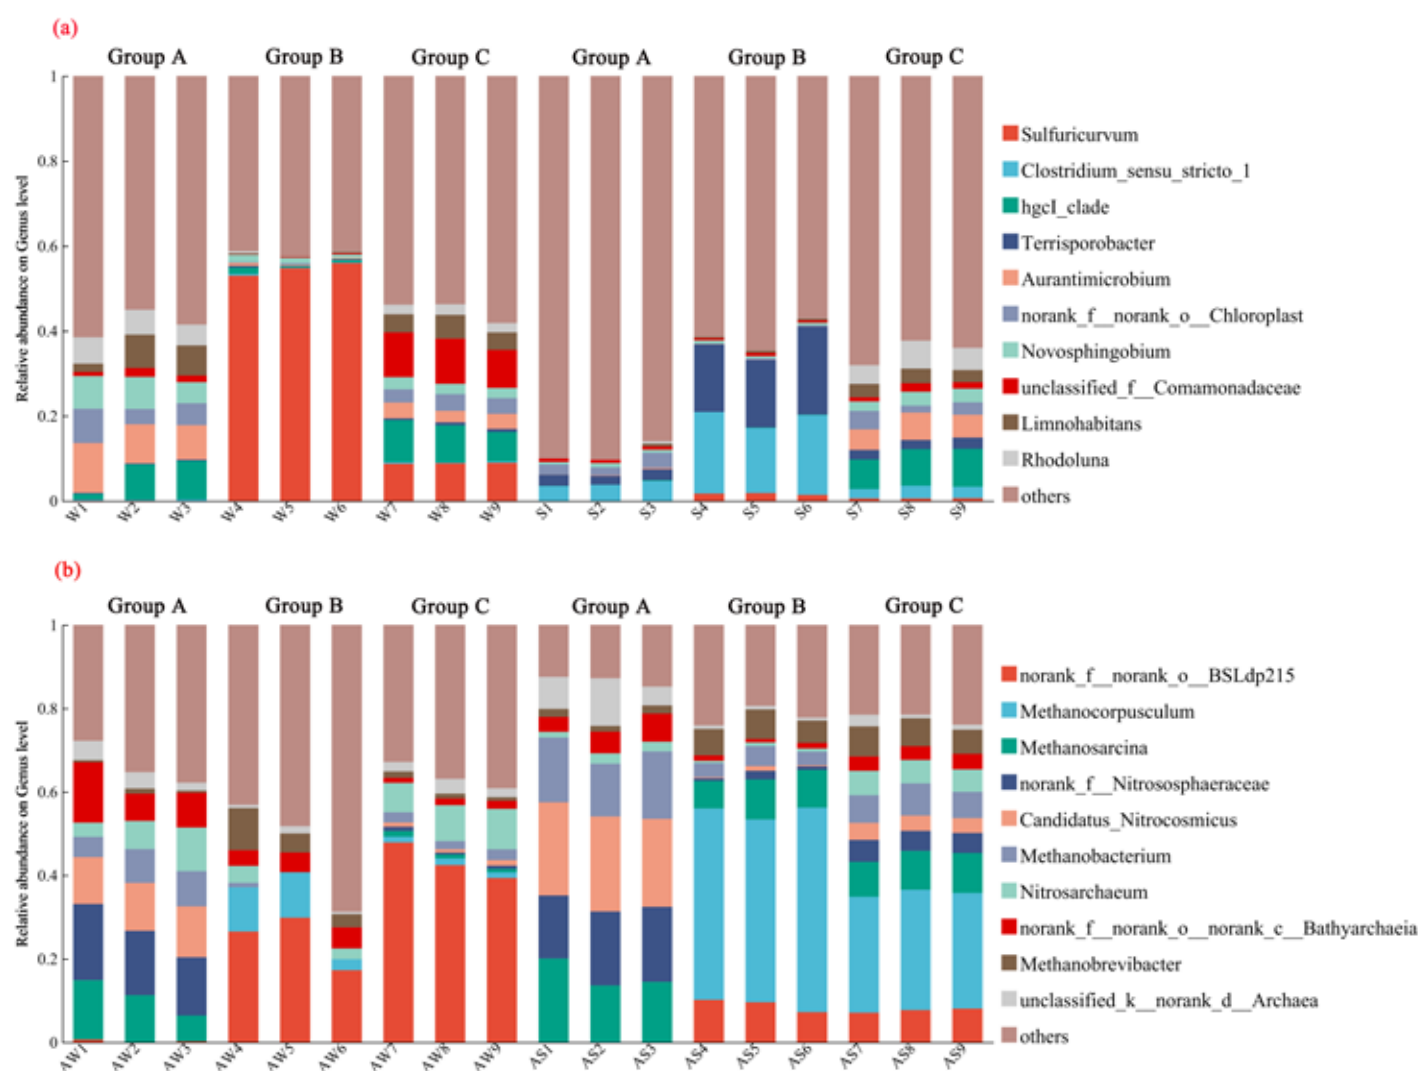 (a)
Group A Group B Group C Group A Group B Group C
Relative abundance on Genus level
1
0.8
0.6
0.4
0.2
0
W1 W2 W3 W4 W5 W6 W7 W8 W9 S1 S2 S3 S4 S5 S6 S7 S8 S9
Sulfuricurvum
Clostridium_sensu_stricto_1
hgcI_clade
Terrisporobacter
Aurantimicrobium
norank_f__norank_o__Chloroplast
Novosphingobium
unclassified_f__Comamonadaceae
Limnohabitans
Rhodoluna
others
(b)
Group A Group B Group C Group A Group B Group C
Relative abundance on Genus level
1
0.8
0.6
0.4
0.2
0
AW1 AW2 AW3 AW4 AW5 AW6 AW7 AW8 AW9 AS1 AS2 AS3 AS4 AS5 AS6 AS7 AS8 AS9
norank_f__norank_o__BSLdp215
Methanocorpusculum
Methanosarcina
norank_f__Nitrososphaeraceae
Candidatus_Nitrocosmicus
Methanobacterium
Nitrosarchaeum
norank_f__norank_o__norank_c__Bathyarchaeia
Methanobrevibacter
unclassified_k__norank_d__Archaea
others